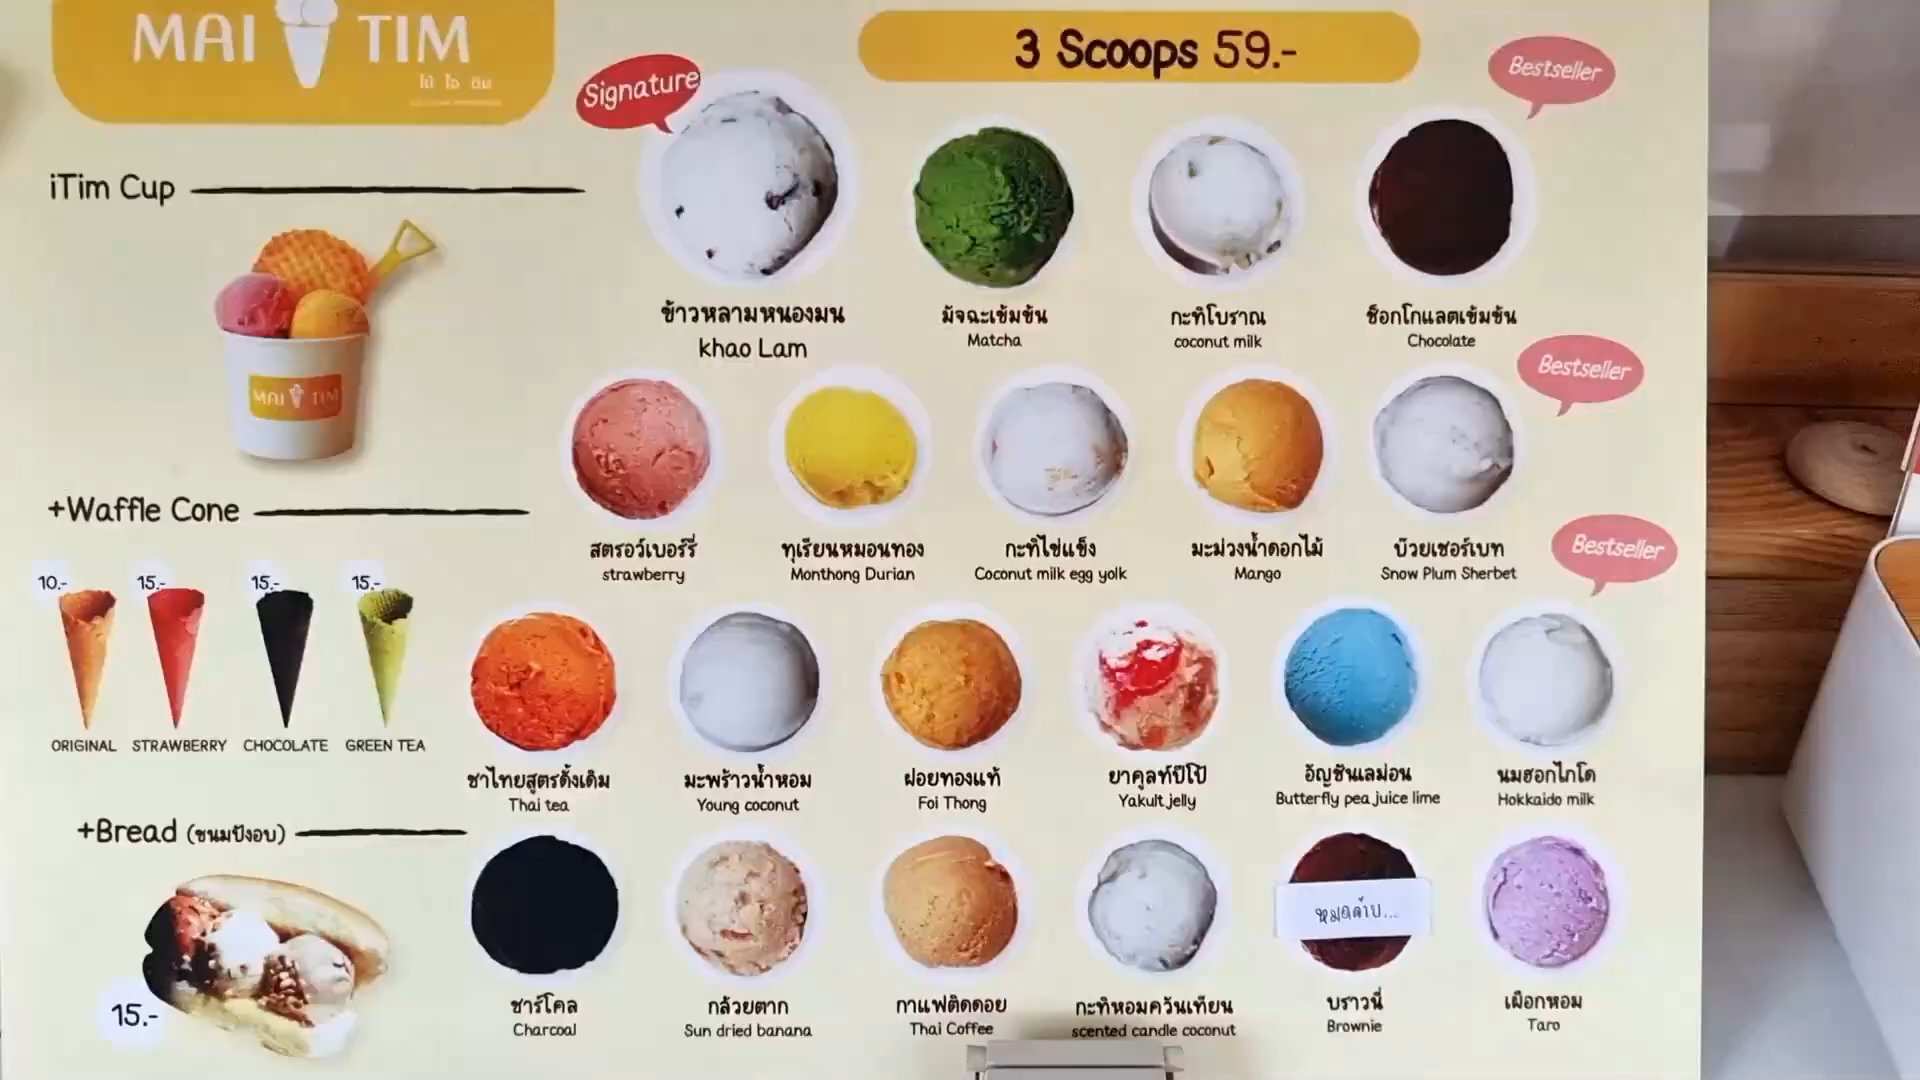 MAI TIM
ไม้ ไอ ติม
3 Scoops 59.-
Signature
Bestseller
iTim Cup
MAI TIM
ข้าวหลามหนองมน
khao Lam
มัจฉะเข้มข้น
Matcha
กะทิโบราณ
coconut milk
ช็อกโกแลตเข้มข้น
Chocolate
Bestseller
สตรอว์เบอร์รี่
strawberry
ทุเรียนหมอนทอง
Monthong Durian
กะทิไข่แข็ง
Coconut milk egg yolk
มะม่วงน้ำดอกไม้
Mango
บ๊วยเชอร์เบท
Snow Plum Sherbet
Bestseller
+Waffle Cone
10.-
15.-
15.-
15.-
ORIGINAL
STRAWBERRY
CHOCOLATE
GREEN TEA
ชาไทยสูตรดั้งเดิม
Thai tea
มะพร้าวน้ำหอม
Young coconut
ฝอยทองแท้
Foi Thong
ยาคูลท์ปีโป้
Yakult jelly
อัญชันเลม่อน
Butterfly pea juice lime
นมฮอกไกโด
Hokkaido milk
+Bread (ขนมปังอบ)
15.-
ชาร์โคล
Charcoal
กล้วยตาก
Sun dried banana
กาแฟติดดอย
Thai Coffee
กะทิหอมควันเทียน
scented candle coconut
หมดค่ะ...
บราวนี่
Brownie
เผือกหอม
Taro